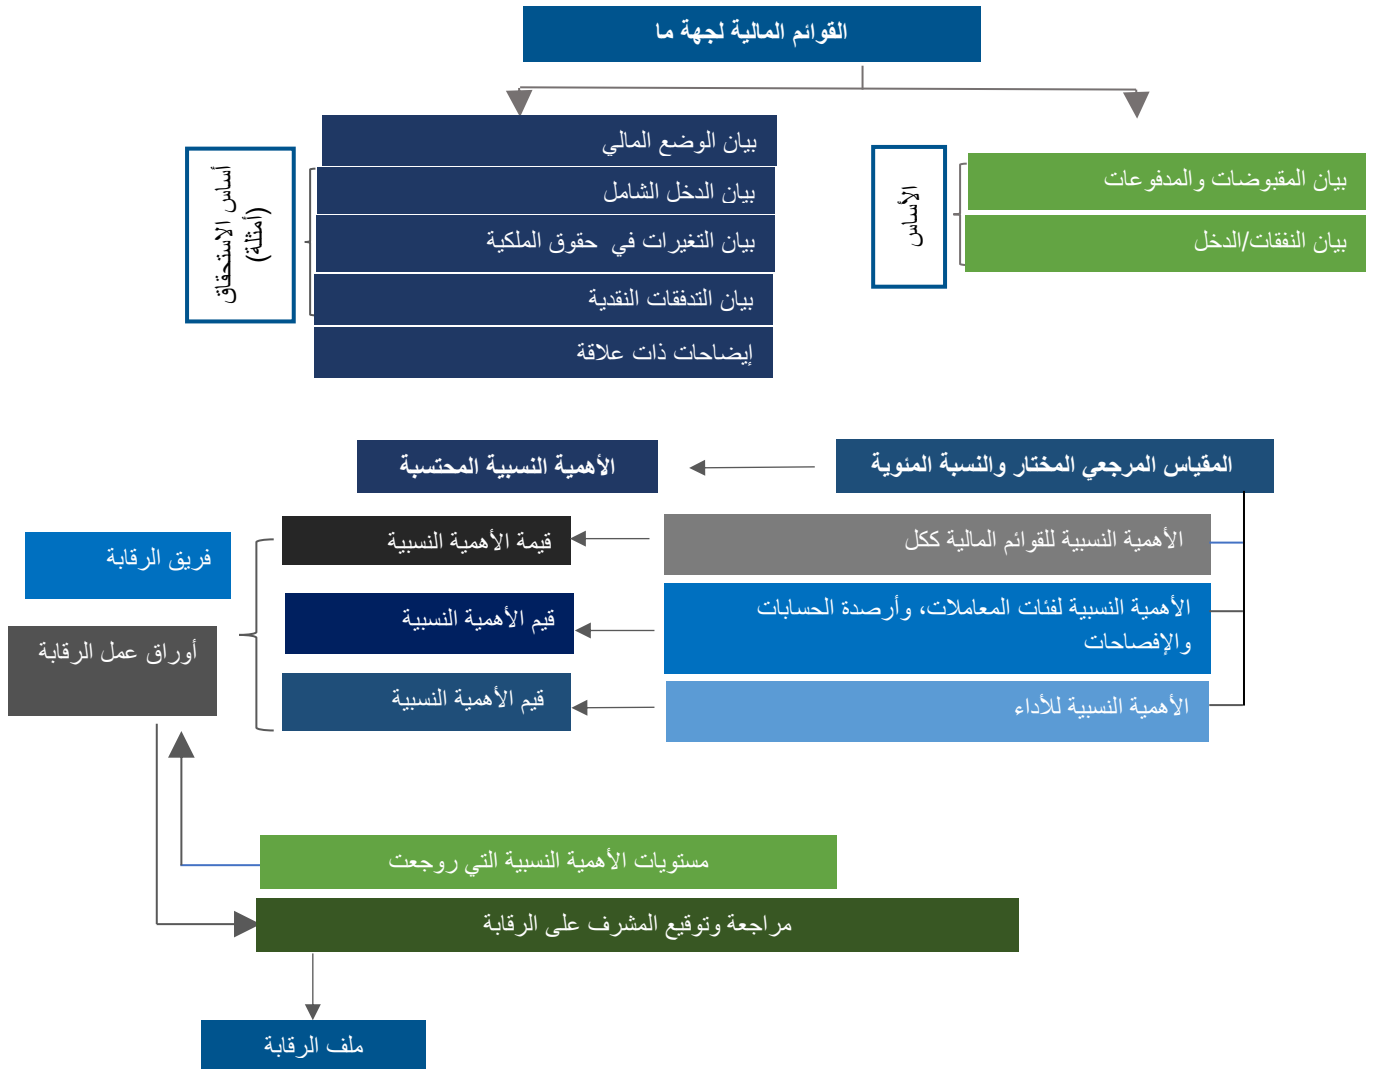 القوائم المالية لجهة ما
بيان المقبوضات والمدفوعات
بيان النفقات/الدخل
الأساس
بيان الوضع المالي
بيان الدخل الشامل
بيان التغيرات في حقوق الملكية
بيان التدفقات النقدية
إيضاحات ذات علاقة
أساس الاستحقاق
(أمثلة)
المقياس المرجعي المختار والنسبة المئوية
الأهمية النسبية المحتسبة
الأهمية النسبية للقوائم المالية ككل
قيمة الأهمية النسبية
الأهمية النسبية لفئات المعاملات، وأرصدة الحسابات
والإفصاحات
قيم الأهمية النسبية
الأهمية النسبية للأداء
قيم الأهمية النسبية
فريق الرقابة
أوراق عمل الرقابة
مستويات الأهمية النسبية التي روجعت
مراجعة وتوقيع المشرف على الرقابة
ملف الرقابة